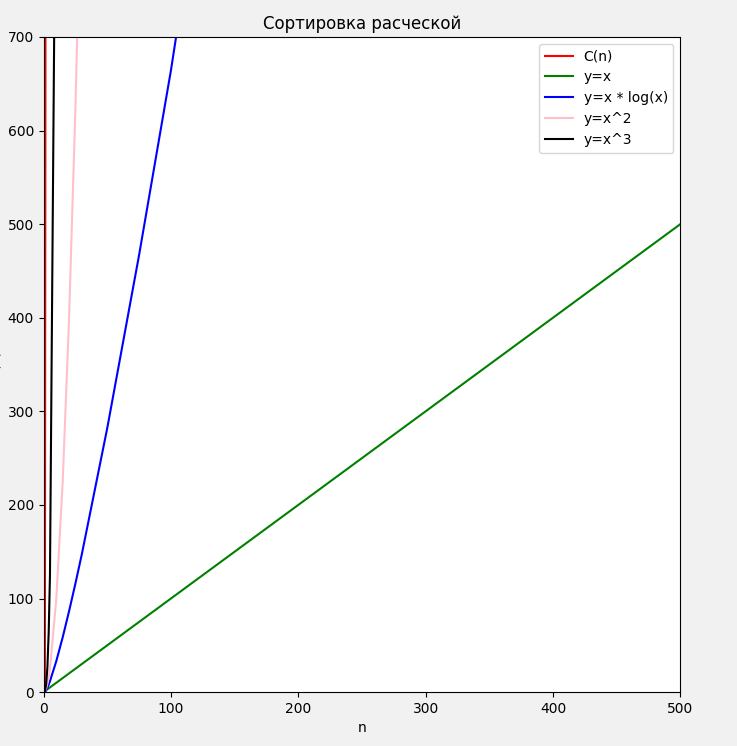 Сортировка расческой
700
600
500
400
300
200
100
0
0 100 200 300 400 500
n
C(n)
y=x
y=x * log(x)
y=x^2
y=x^3